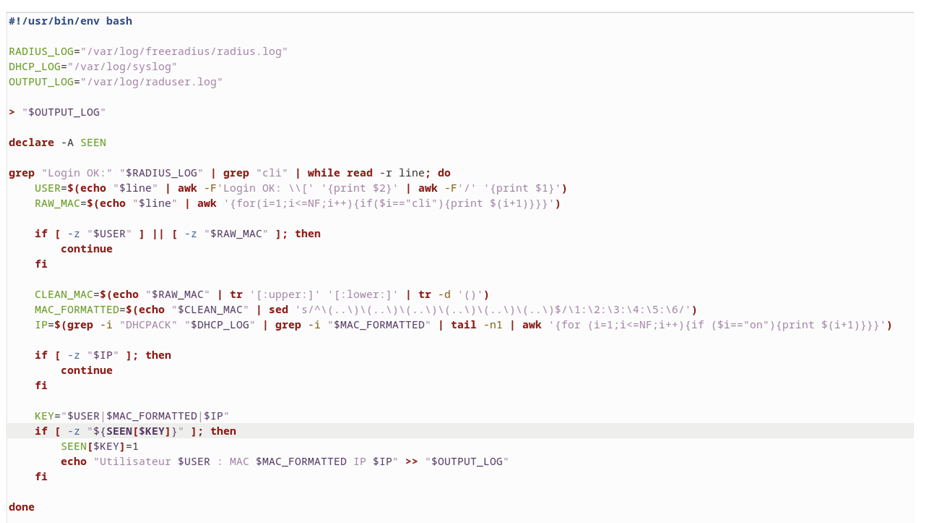 #!/usr/bin/env bash
RADIUS_LOG="/var/log/freeradius/radius.log"
DHCP_LOG="/var/log/syslog"
OUTPUT_LOG="/var/log/raduser.log"
> "$OUTPUT_LOG"
declare -A SEEN
grep "Login OK:" "$RADIUS_LOG" | grep "cli" | while read -r line; do
    USER=$(echo "$line" | awk -F'Login OK: \\[' '{print $2}' | awk -F'/' '{print $1}')
    RAW_MAC=$(echo "$line" | awk '{for(i=1;i<=NF;i++){if($i=="cli"){print $(i+1)}}}')
    if [ -z "$USER" ] || [ -z "$RAW_MAC" ]; then
        continue
    fi
    CLEAN_MAC=$(echo "$RAW_MAC" | tr '[:upper:]' '[:lower:]' | tr -d '()')
    MAC_FORMATTED=$(echo "$CLEAN_MAC" | sed 's/^\(..\)\(..\)\(..\)\(..\)\(..\)\(..\)$/\1:\2:\3:\4:\5:\6/')
    IP=$(grep -i "DHCPACK" "$DHCP_LOG" | grep -i "$MAC_FORMATTED" | tail -n1 | awk '{for (i=1;i<=NF;i++){if ($i=="on"){print $(i+1)}}}')
    if [ -z "$IP" ]; then
        continue
    fi
    KEY="$USER|$MAC_FORMATTED|$IP"
    if [ -z "${SEEN[$KEY]}" ]; then
        SEEN[$KEY]=1
        echo "Utilisateur $USER : MAC $MAC_FORMATTED IP $IP" >> "$OUTPUT_LOG"
    fi
done